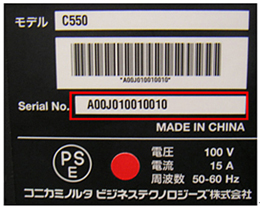 モデル C550
*A00J010010010*
Serial No. A00J010010010
MADE IN CHINA
PS
E
電圧 100 V
電流 15 A
周波数 50-60 Hz
コニカミノルタ ビジネステクノロジーズ株式会社